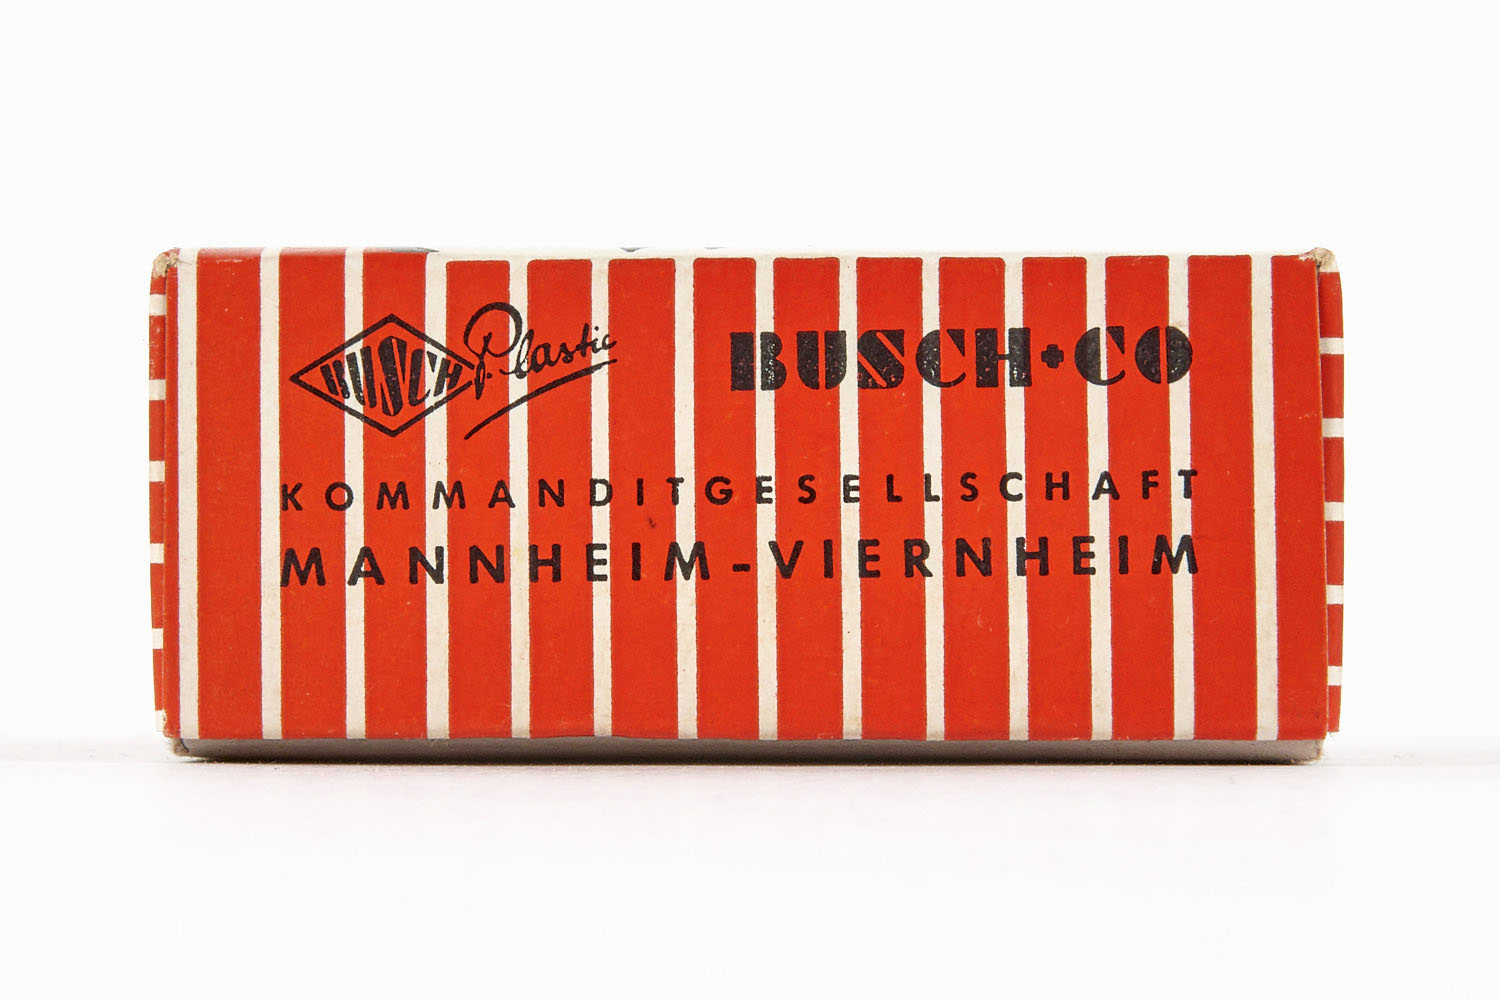 BUSCH Plastic BUSCH+CO
KOMMANDITGESELLSCHAFT
MANNHEIM-VIERNHEIM